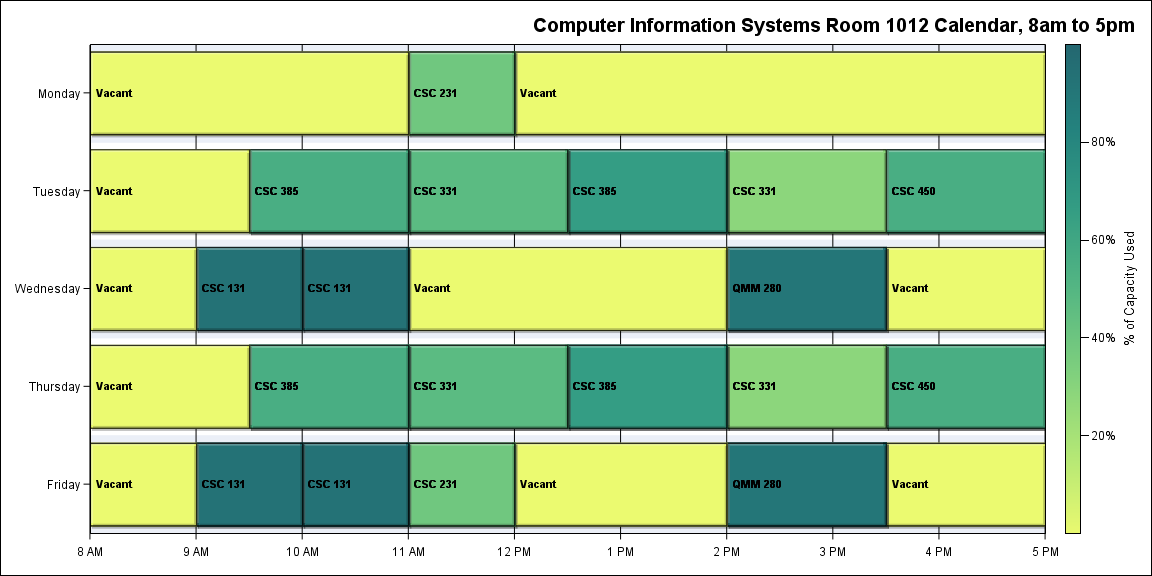 Computer Information Systems Room 1012 Calendar, 8am to 5pm
Monday Vacant CSC 231 Vacant
80%
Tuesday Vacant CSC 385 CSC 331 CSC 385 CSC 331 CSC 450
60%
Wednesday Vacant CSC 131 CSC 131 Vacant QMM 280 Vacant
% of Capacity Used
40%
Thursday Vacant CSC 385 CSC 331 CSC 385 CSC 331 CSC 450
20%
Friday Vacant CSC 131 CSC 131 CSC 231 Vacant QMM 280 Vacant
8 AM 9 AM 10 AM 11 AM 12 PM 1 PM 2 PM 3 PM 4 PM 5 PM